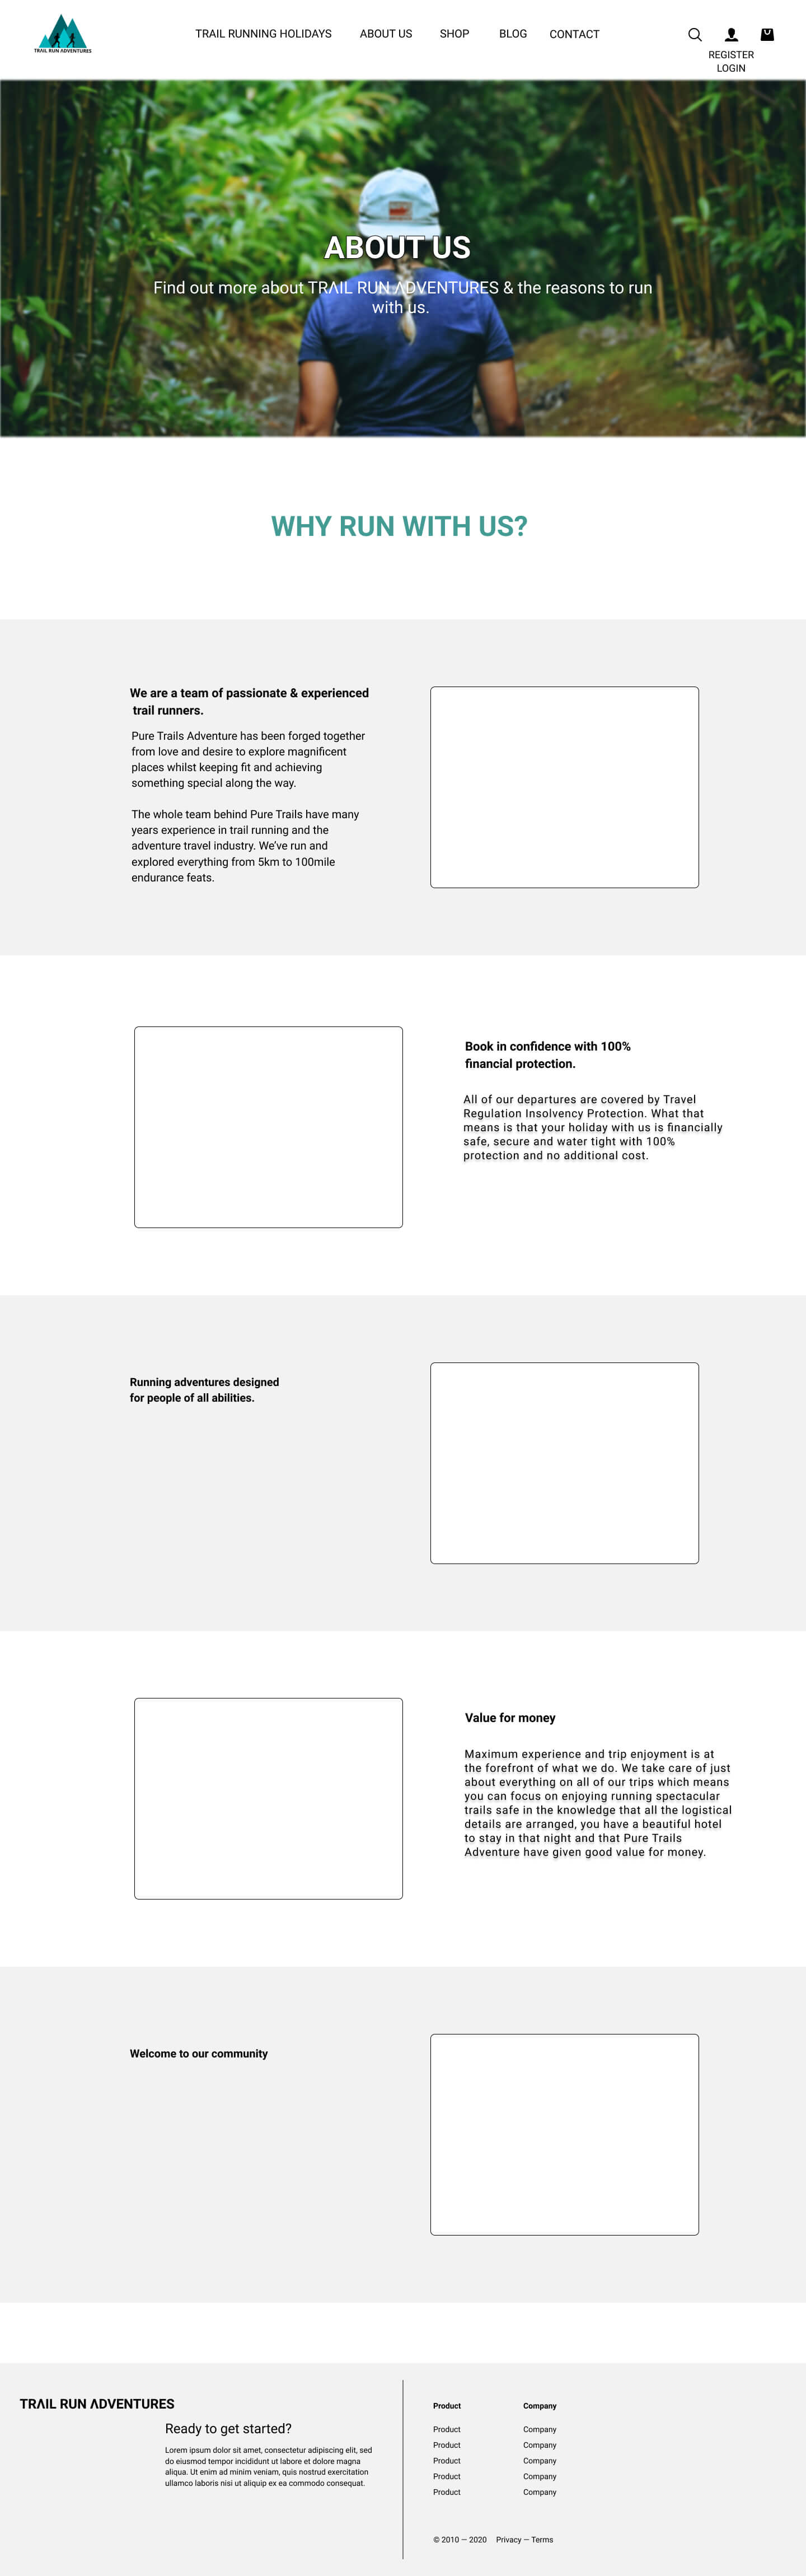 TRAIL RUN ADVENTURES
TRAIL RUNNING HOLIDAYS
ABOUT US
SHOP
BLOG
CONTACT
REGISTER
LOGIN
ABOUT US
Find out more about TRΛIL RUN ΛDVENTURES & the reasons to run
with us.
WHY RUN WITH US?
We are a team of passionate & experienced
trail runners.
Pure Trails Adventure has been forged together
from love and desire to explore magnificent
places whilst keeping fit and achieving
something special along the way.
The whole team behind Pure Trails have many
years experience in trail running and the
adventure travel industry. We’ve run and
explored everything from 5km to 100mile
endurance feats.
Book in confidence with 100%
financial protection.
All of our departures are covered by Travel
Regulation Insolvency Protection. What that
means is that your holiday with us is financially
safe, secure and water tight with 100%
protection and no additional cost.
Running adventures designed
for people of all abilities.
Value for money
Maximum experience and trip enjoyment is at
the forefront of what we do. We take care of just
about everything on all of our trips which means
you can focus on enjoying running spectacular
trails safe in the knowledge that all the logistical
details are arranged, you have a beautiful hotel
to stay in that night and that Pure Trails
Adventure have given good value for money.
Welcome to our community
TRΛIL RUN ΛDVENTURES
Ready to get started?
Lorem ipsum dolor sit amet, consectetur adipiscing elit, sed
do eiusmod tempor incididunt ut labore et dolore magna
aliqua. Ut enim ad minim veniam, quis nostrud exercitation
ullamco laboris nisi ut aliquip ex ea commodo consequat.
Product
Product
Product
Product
Product
Product
Company
Company
Company
Company
Company
Company
© 2010 — 2020
Privacy — Terms